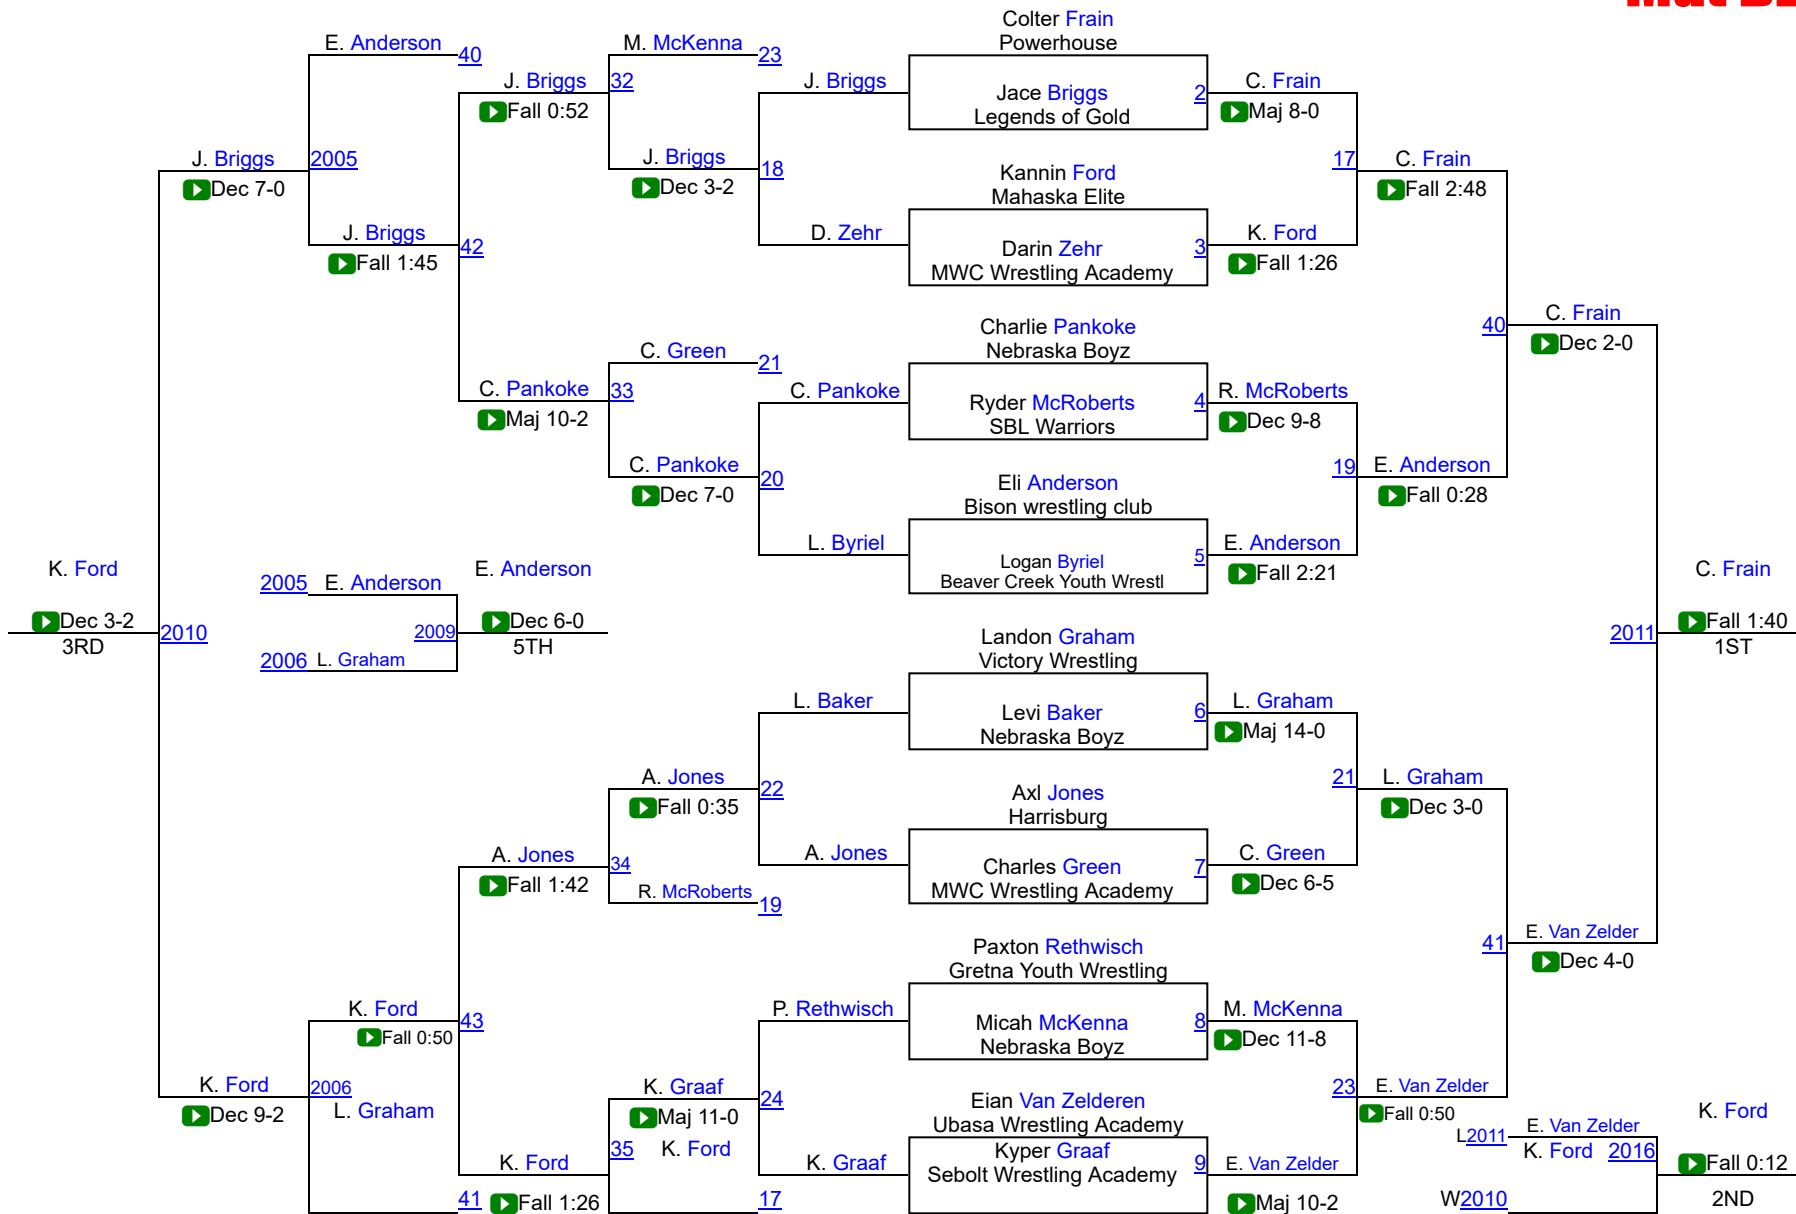 Colter Frain
Powerhouse
E. Anderson
40
M. McKenna
23
J. Briggs
32
Fall 0:52
J. Briggs
Jace Briggs
2
Legends of Gold
C. Frain
Maj 8-0
J. Briggs
2005
Dec 7-0
J. Briggs
18
Dec 3-2
Kannin Ford
Mahaska Elite
17
C. Frain
Fall 2:48
J. Briggs
42
Fall 1:45
D. Zehr
Darin Zehr
3
MWC Wrestling Academy
K. Ford
Fall 1:26
Charlie Pankoke
Nebraska Boyz
40
C. Frain
Dec 2-0
C. Green
21
C. Pankoke
33
Maj 10-2
C. Pankoke
Ryder McRoberts
4
SBL Warriors
R. McRoberts
Dec 9-8
C. Pankoke
20
Dec 7-0
Eli Anderson
Bison wrestling club
19
E. Anderson
Fall 0:28
L. Byriel
Logan Byriel
5
Beaver Creek Youth Wrestl
E. Anderson
Fall 2:21
K. Ford
Dec 3-2
3RD
2010
2005
E. Anderson
2009
2006
L. Graham
E. Anderson
Dec 6-0
5TH
C. Frain
2011
Fall 1:40
1ST
Landon Graham
Victory Wrestling
L. Baker
Levi Baker
6
Nebraska Boyz
L. Graham
Maj 14-0
A. Jones
22
Fall 0:35
Axl Jones
Harrisburg
21
L. Graham
Dec 3-0
A. Jones
34
Fall 1:42
R. McRoberts
19
A. Jones
Charles Green
7
MWC Wrestling Academy
C. Green
Dec 6-5
Paxton Rethwisch
Gretna Youth Wrestling
41
E. Van Zelder
Dec 4-0
K. Ford
43
Fall 0:50
P. Rethwisch
Micah McKenna
8
Nebraska Boyz
M. McKenna
Dec 11-8
K. Ford
2006
Dec 9-2
L. Graham
K. Graaf
24
Maj 11-0
Eian Van Zelderen
Ubasa Wrestling Academy
23
E. Van Zelder
Fall 0:50
K. Ford
35
Fall 1:26
K. Ford
41
17
K. Graaf
Kyper Graaf
9
Sebolt Wrestling Academy
E. Van Zelder
Maj 10-2
L2011
E. Van Zelder
K. Ford
2016
W2010
K. Ford
Fall 0:12
2ND